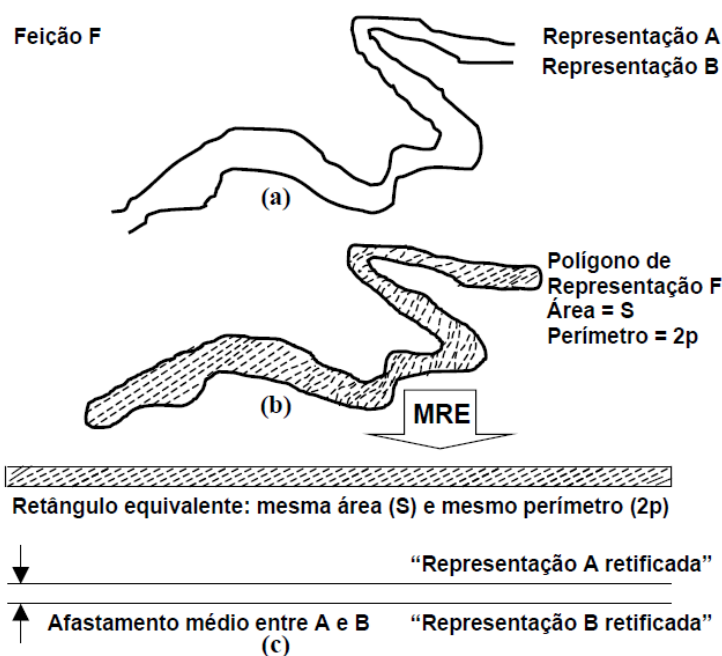 Feição F
Representação A
Representação B
(a)
Polígono de
Representação F
Área = S
Perímetro = 2p
(b)
MRE
Retângulo equivalente: mesma área (S) e mesmo perímetro (2p)
“Representação A retificada”
Afastamento médio entre A e B
“Representação B retificada”
(c)